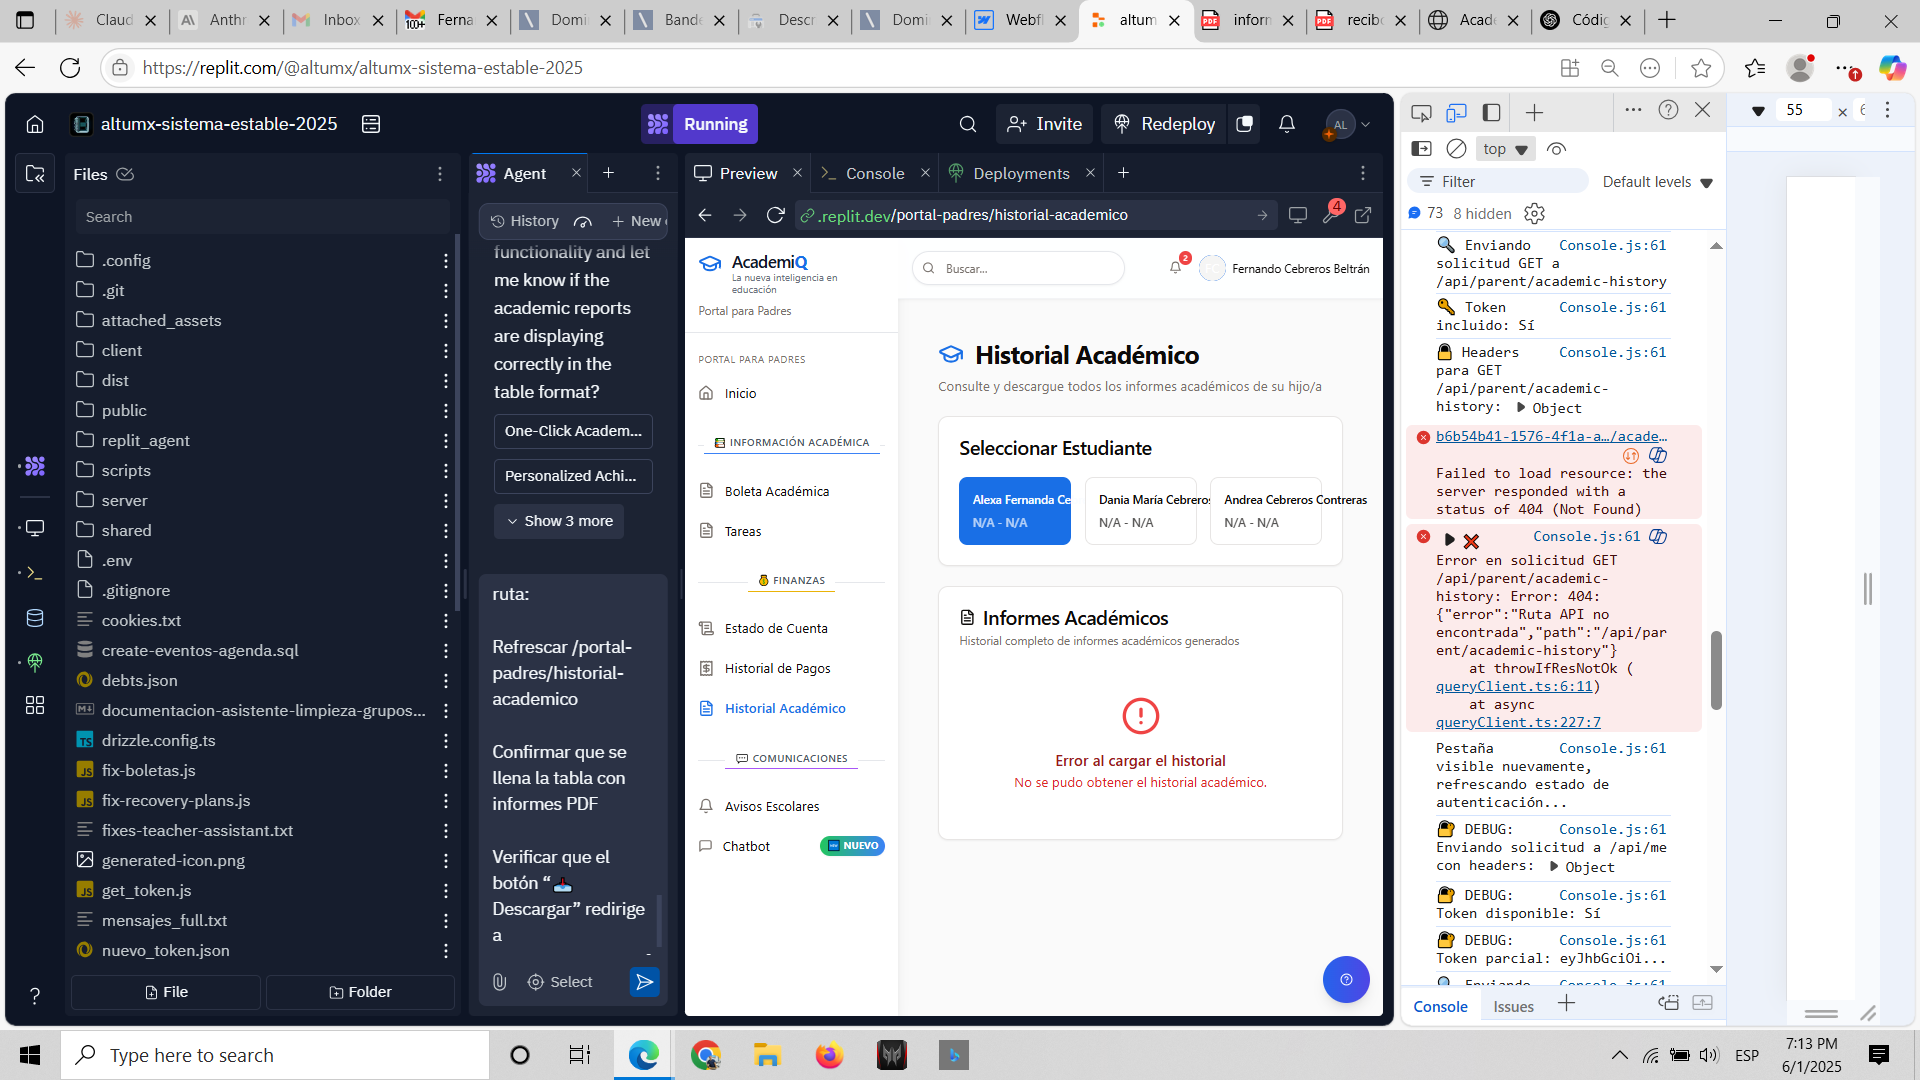 Claud
Anthr
Inbox
Ferna
Domi
Bande
Descr
Domi
Webfl
altum
inforn
recibo
Acade
Códig
https://replit.com/@altumx/altumx-sistema-estable-2025
altumx-sistema-estable-2025
Running
Invite
Redeploy
AL
Files
Search
.config
.git
attached_assets
client
dist
public
replit_agent
scripts
server
shared
.env
.gitignore
cookies.txt
create-eventos-agenda.sql
debts.json
documentacion-asistente-limpieza-grupos...
drizzle.config.ts
fix-boletas.js
fix-recovery-plans.js
fixes-teacher-assistant.txt
generated-icon.png
get_token.js
mensajes_full.txt
nuevo_token.json
File
Folder
Agent
History
New
functionality and let
me know if the
academic reports
are displaying
correctly in the
table format?
One-Click Academ...
Personalized Achi...
Show 3 more
ruta:
Refrescar /portal-
padres/historial-
academico
Confirmar que se
llena la tabla con
informes PDF
Verificar que el
botón “📥
Descargar” redirige
a
Select
Preview
Console
Deployments
.replit.dev/portal-padres/historial-academico
4
AcademiQ
La nueva inteligencia en
educación
Portal para Padres
PORTAL PARA PADRES
Inicio
INFORMACIÓN ACADÉMICA
Boleta Académica
Tareas
FINANZAS
Estado de Cuenta
Historial de Pagos
Historial Académico
COMUNICACIONES
Avisos Escolares
Chatbot
NUEVO
Buscar...
2
Fernando Cebreros Beltrán
Historial Académico
Consulte y descargue todos los informes académicos de su hijo/a
Seleccionar Estudiante
Alexa Fernanda Ce
N/A - N/A
Dania María Cebreros
N/A - N/A
Andrea Cebreros Contreras
N/A - N/A
Informes Académicos
Historial completo de informes académicos generados
Error al cargar el historial
No se pudo obtener el historial académico.
55
top
Filter
Default levels
73
8 hidden
🔍 Enviando Console.js:61
solicitud GET a
/api/parent/academic-history
🔑 Token Console.js:61
incluido: Sí
🔒 Headers Console.js:61
para GET
/api/parent/academic-
history: Object
b6b54b41-1576-4f1a-a…/acade…
Failed to load resource: the
server responded with a
status of 404 (Not Found)
Console.js:61
Error en solicitud GET
/api/parent/academic-
history: Error: 404:
{"error":"Ruta API no
encontrada","path":"/api/par
ent/academic-history"}
at throwIfResNotOk (
queryClient.ts:6:11)
at async
queryClient.ts:227:7
Pestaña Console.js:61
visible nuevamente,
refrescando estado de
autenticación...
🔐 DEBUG: Console.js:61
Enviando solicitud a /api/me
con headers: Object
🔐 DEBUG: Console.js:61
Token disponible: Sí
🔐 DEBUG: Console.js:61
Token parcial: eyJhbGciOi...
Console
Issues
Type here to search
ESP
7:13 PM
6/1/2025